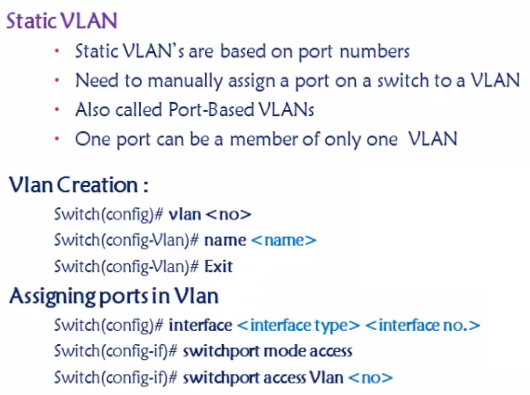 Static VLAN
• Static VLAN's are based on port numbers
• Need to manually assign a port on a switch to a VLAN
• Also called Port-Based VLANs
• One port can be a member of only one VLAN
Vlan Creation :
Switch(config)# vlan <no>
Switch(config-Vlan)# name <name>
Switch(config-Vlan)# Exit
Assigning ports in Vlan
Switch(config)# interface <interface type> <interface no.>
Switch(config-if)# switchport mode access
Switch(config-if)# switchport access Vlan <no>